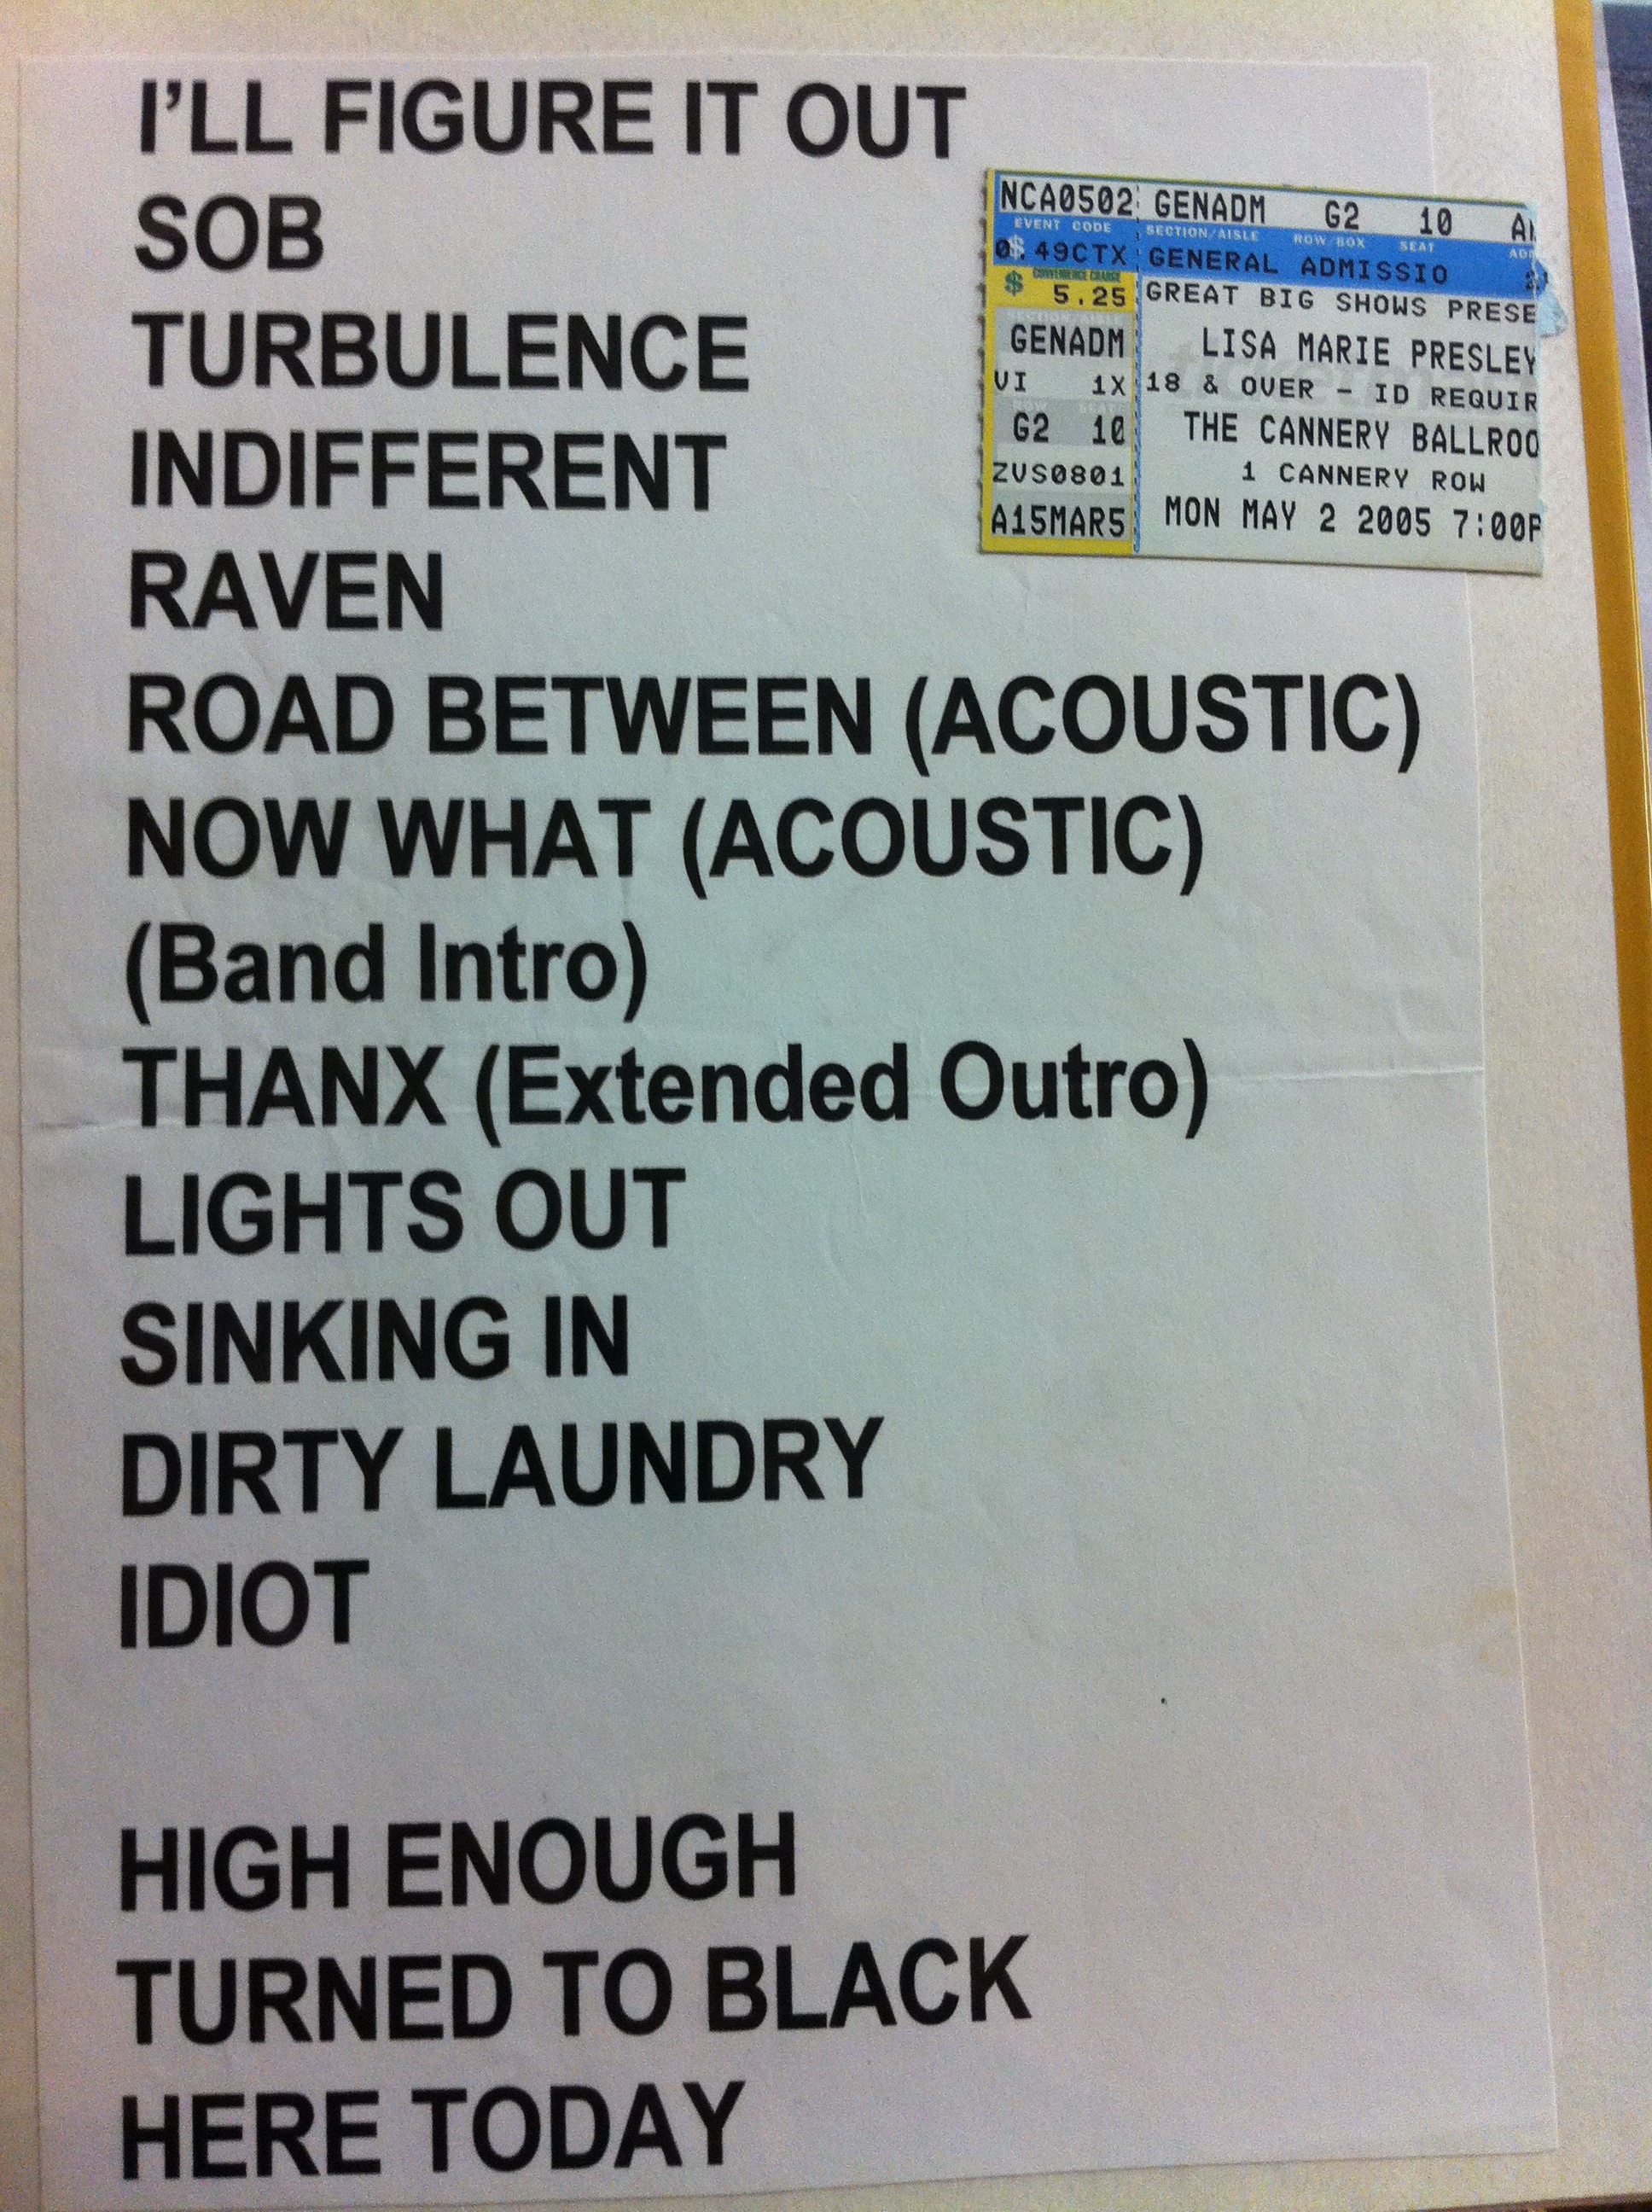 I'LL FIGURE IT OUT
SOB
TURBULENCE
INDIFFERENT
RAVEN
ROAD BETWEEN (ACOUSTIC)
NOW WHAT (ACOUSTIC)
(Band Intro)
THANX (Extended Outro)
LIGHTS OUT
SINKING IN
DIRTY LAUNDRY
IDIOT
HIGH ENOUGH
TURNED TO BLACK
HERE TODAY
NCA0502 GENADM G2 10
EVENT CODE SECTION/AISLE ROW/BOX SEAT
49CTX GENERAL ADMISSIO
CONVENIENCE CHARGE
$ 5.25 GREAT BIG SHOWS PRESE
GENADM LISA MARIE PRESLEY
VI 1X 18 & OVER - ID REQUIR
G2 10 THE CANNERY BALLROO
ZVS0801 1 CANNERY ROW
A15MAR5 MON MAY 2 2005 7:00P